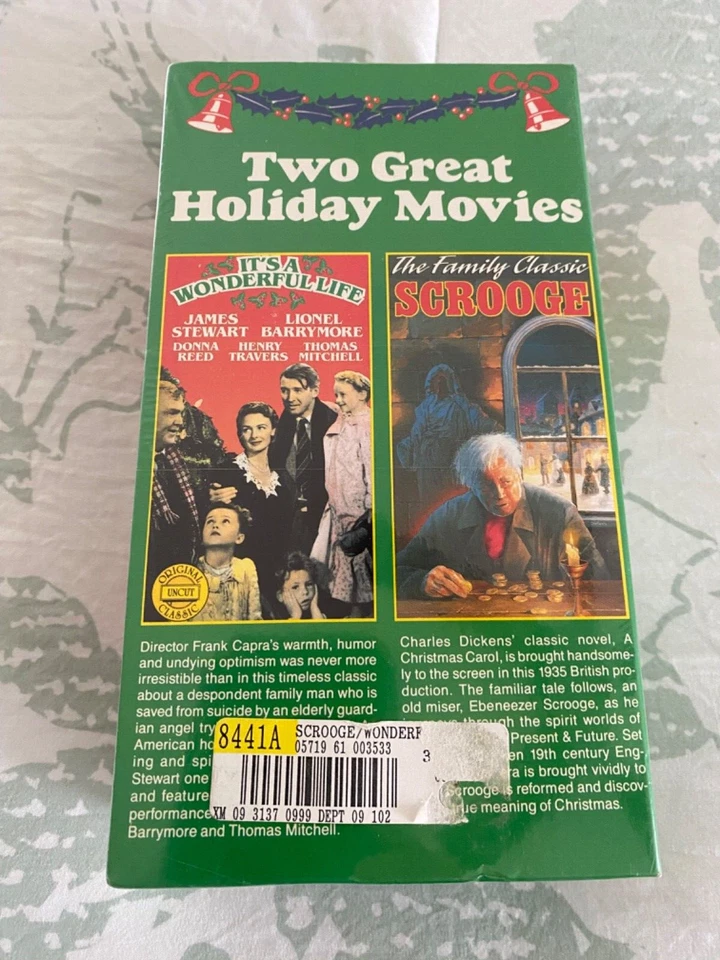 Two Great
Holiday Movies
IT'S A
WONDERFUL LIFE
JAMES LIONEL
STEWART BARRYMORE
DONNA HENRY THOMAS
REED TRAVERS MITCHELL
ORIGINAL
UNCUT
CLASSIC
The Family Classic
SCROOGE
Director Frank Capra's warmth, humor
and undying optimism was never more
irresistible than in this timeless classic
about a despondent family man who is
saved from suicide by an elderly guard-
ian angel
American
ing and
Stewart one
and feature
performance
Barrymore and Thomas Mitchell.
Charles Dickens' classic novel, A
Christmas Carol, is brought handsome-
ly to the screen in this 1935 British pro-
duction. The familiar tale follows, an
old miser, Ebeneezer Scrooge, as he
through the spirit worlds of
Present & Future. Set
19th century Eng-
is brought vividly to
Scrooge is reformed and discov-
meaning of Christmas.
8441A SCROOGE/WONDERF
05719 61 003533
3
XM 09 3137 0999 DEPT 09 102